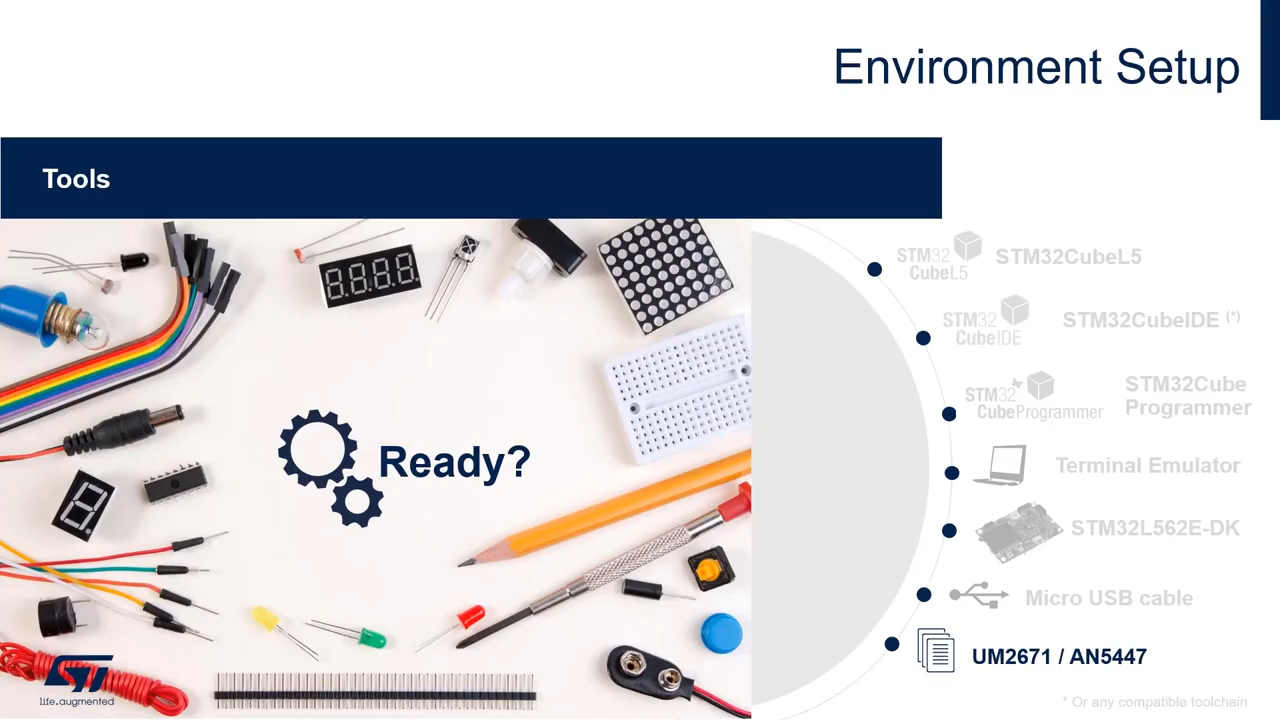 Environment Setup
Tools
Ready?
STM32
CubeL5
STM32CubeL5
STM32
CubeIDE
STM32CubeIDE (*)
STM32
CubeProgrammer
STM32Cube
Programmer
Terminal Emulator
STM32L562E-DK
Micro USB cable
UM2671 / AN5447
* Or any compatible toolchain
ST
life.augmented